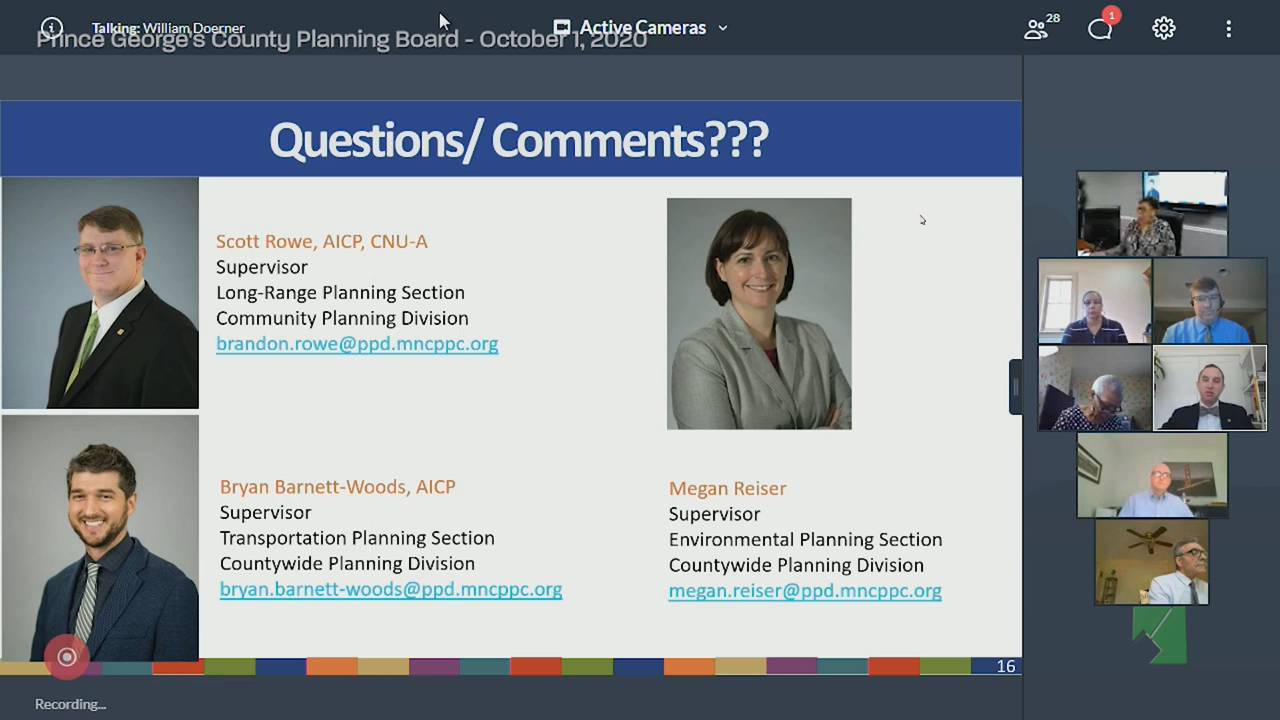 Talking: William Doerner
Active Cameras
28
1
Prince George's County Planning Board - October 1, 2020
Questions/ Comments???
Scott Rowe, AICP, CNU-A
Supervisor
Long-Range Planning Section
Community Planning Division
brandon.rowe@ppd.mncppc.org
Bryan Barnett-Woods, AICP
Supervisor
Transportation Planning Section
Countywide Planning Division
bryan.barnett-woods@ppd.mncppc.org
Megan Reiser
Supervisor
Environmental Planning Section
Countywide Planning Division
megan.reiser@ppd.mncppc.org
16
Recording...